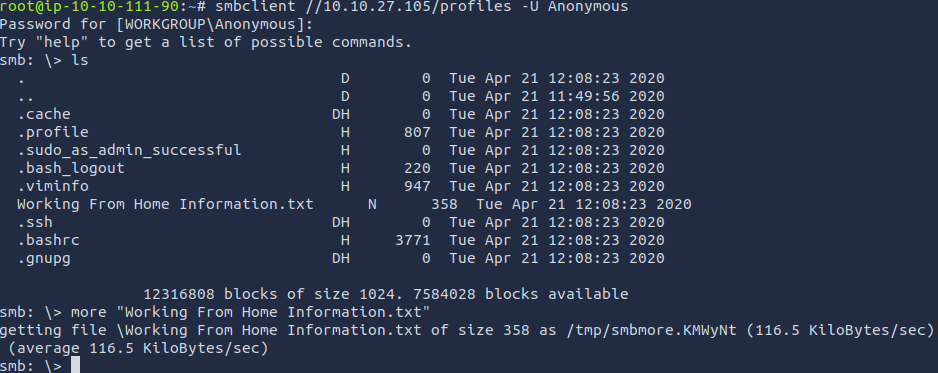 root@ip-10-10-111-90:~# smbclient //10.10.27.105/profiles -U Anonymous
Password for [WORKGROUP\Anonymous]:
Try "help" to get a list of possible commands.
smb: \> ls
  .                                   D        0  Tue Apr 21 12:08:23 2020
  ..                                  D        0  Tue Apr 21 11:49:56 2020
  .cache                             DH        0  Tue Apr 21 12:08:23 2020
  .profile                            H      807  Tue Apr 21 12:08:23 2020
  .sudo_as_admin_successful           H        0  Tue Apr 21 12:08:23 2020
  .bash_logout                        H      220  Tue Apr 21 12:08:23 2020
  .viminfo                            H      947  Tue Apr 21 12:08:23 2020
  Working From Home Information.txt      N      358  Tue Apr 21 12:08:23 2020
  .ssh                               DH        0  Tue Apr 21 12:08:23 2020
  .bashrc                             H     3771  Tue Apr 21 12:08:23 2020
  .gnupg                             DH        0  Tue Apr 21 12:08:23 2020
                12316808 blocks of size 1024. 7584028 blocks available
smb: \> more "Working From Home Information.txt"
getting file \Working From Home Information.txt of size 358 as /tmp/smbmore.KMWyNt (116.5 KiloBytes/sec)
 (average 116.5 KiloBytes/sec)
smb: \>